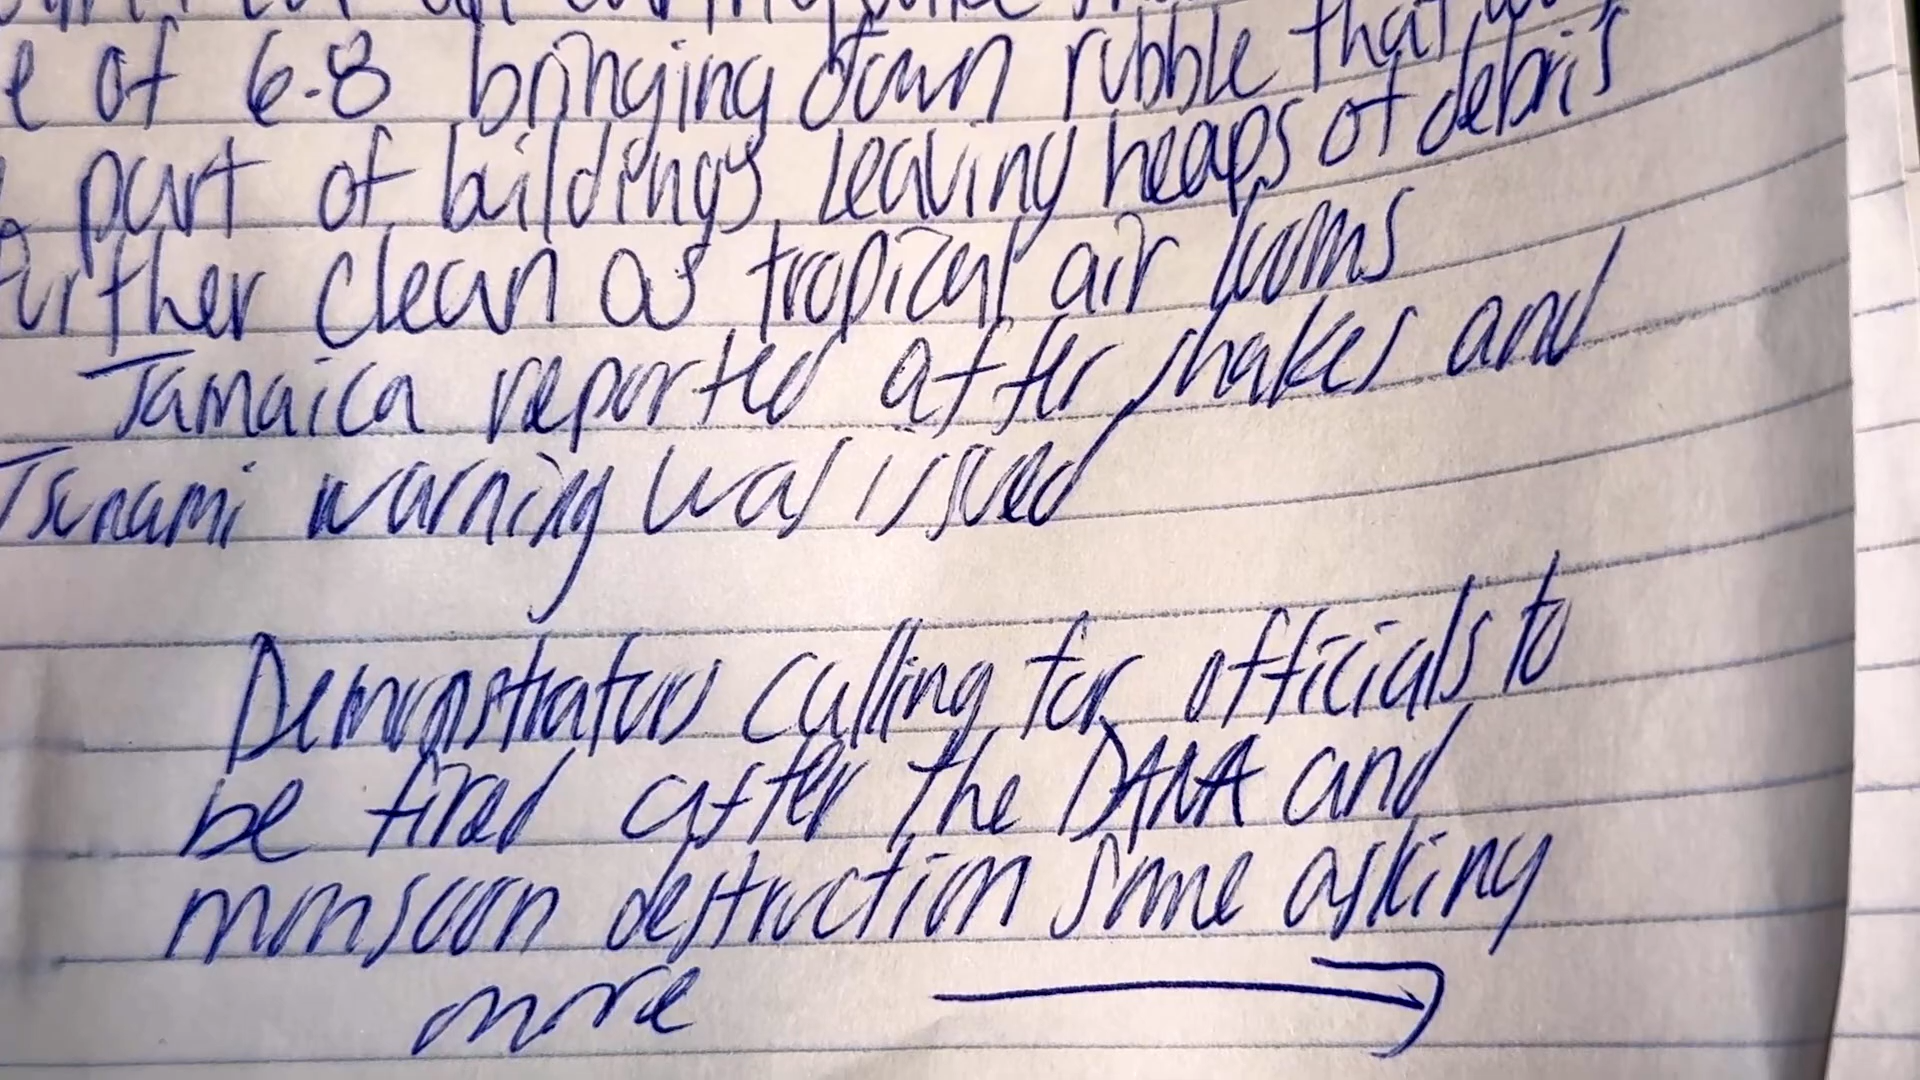 e of 6.8 bringing down rubble that
part of buildings, leaving heaps of debris
further clean as tropical air looms
Jamaica reported after shakes and
Tsunami warning was issued
Demonstrators calling for officials to
be fired after the DANA and
monsoon destruction some asking
more →